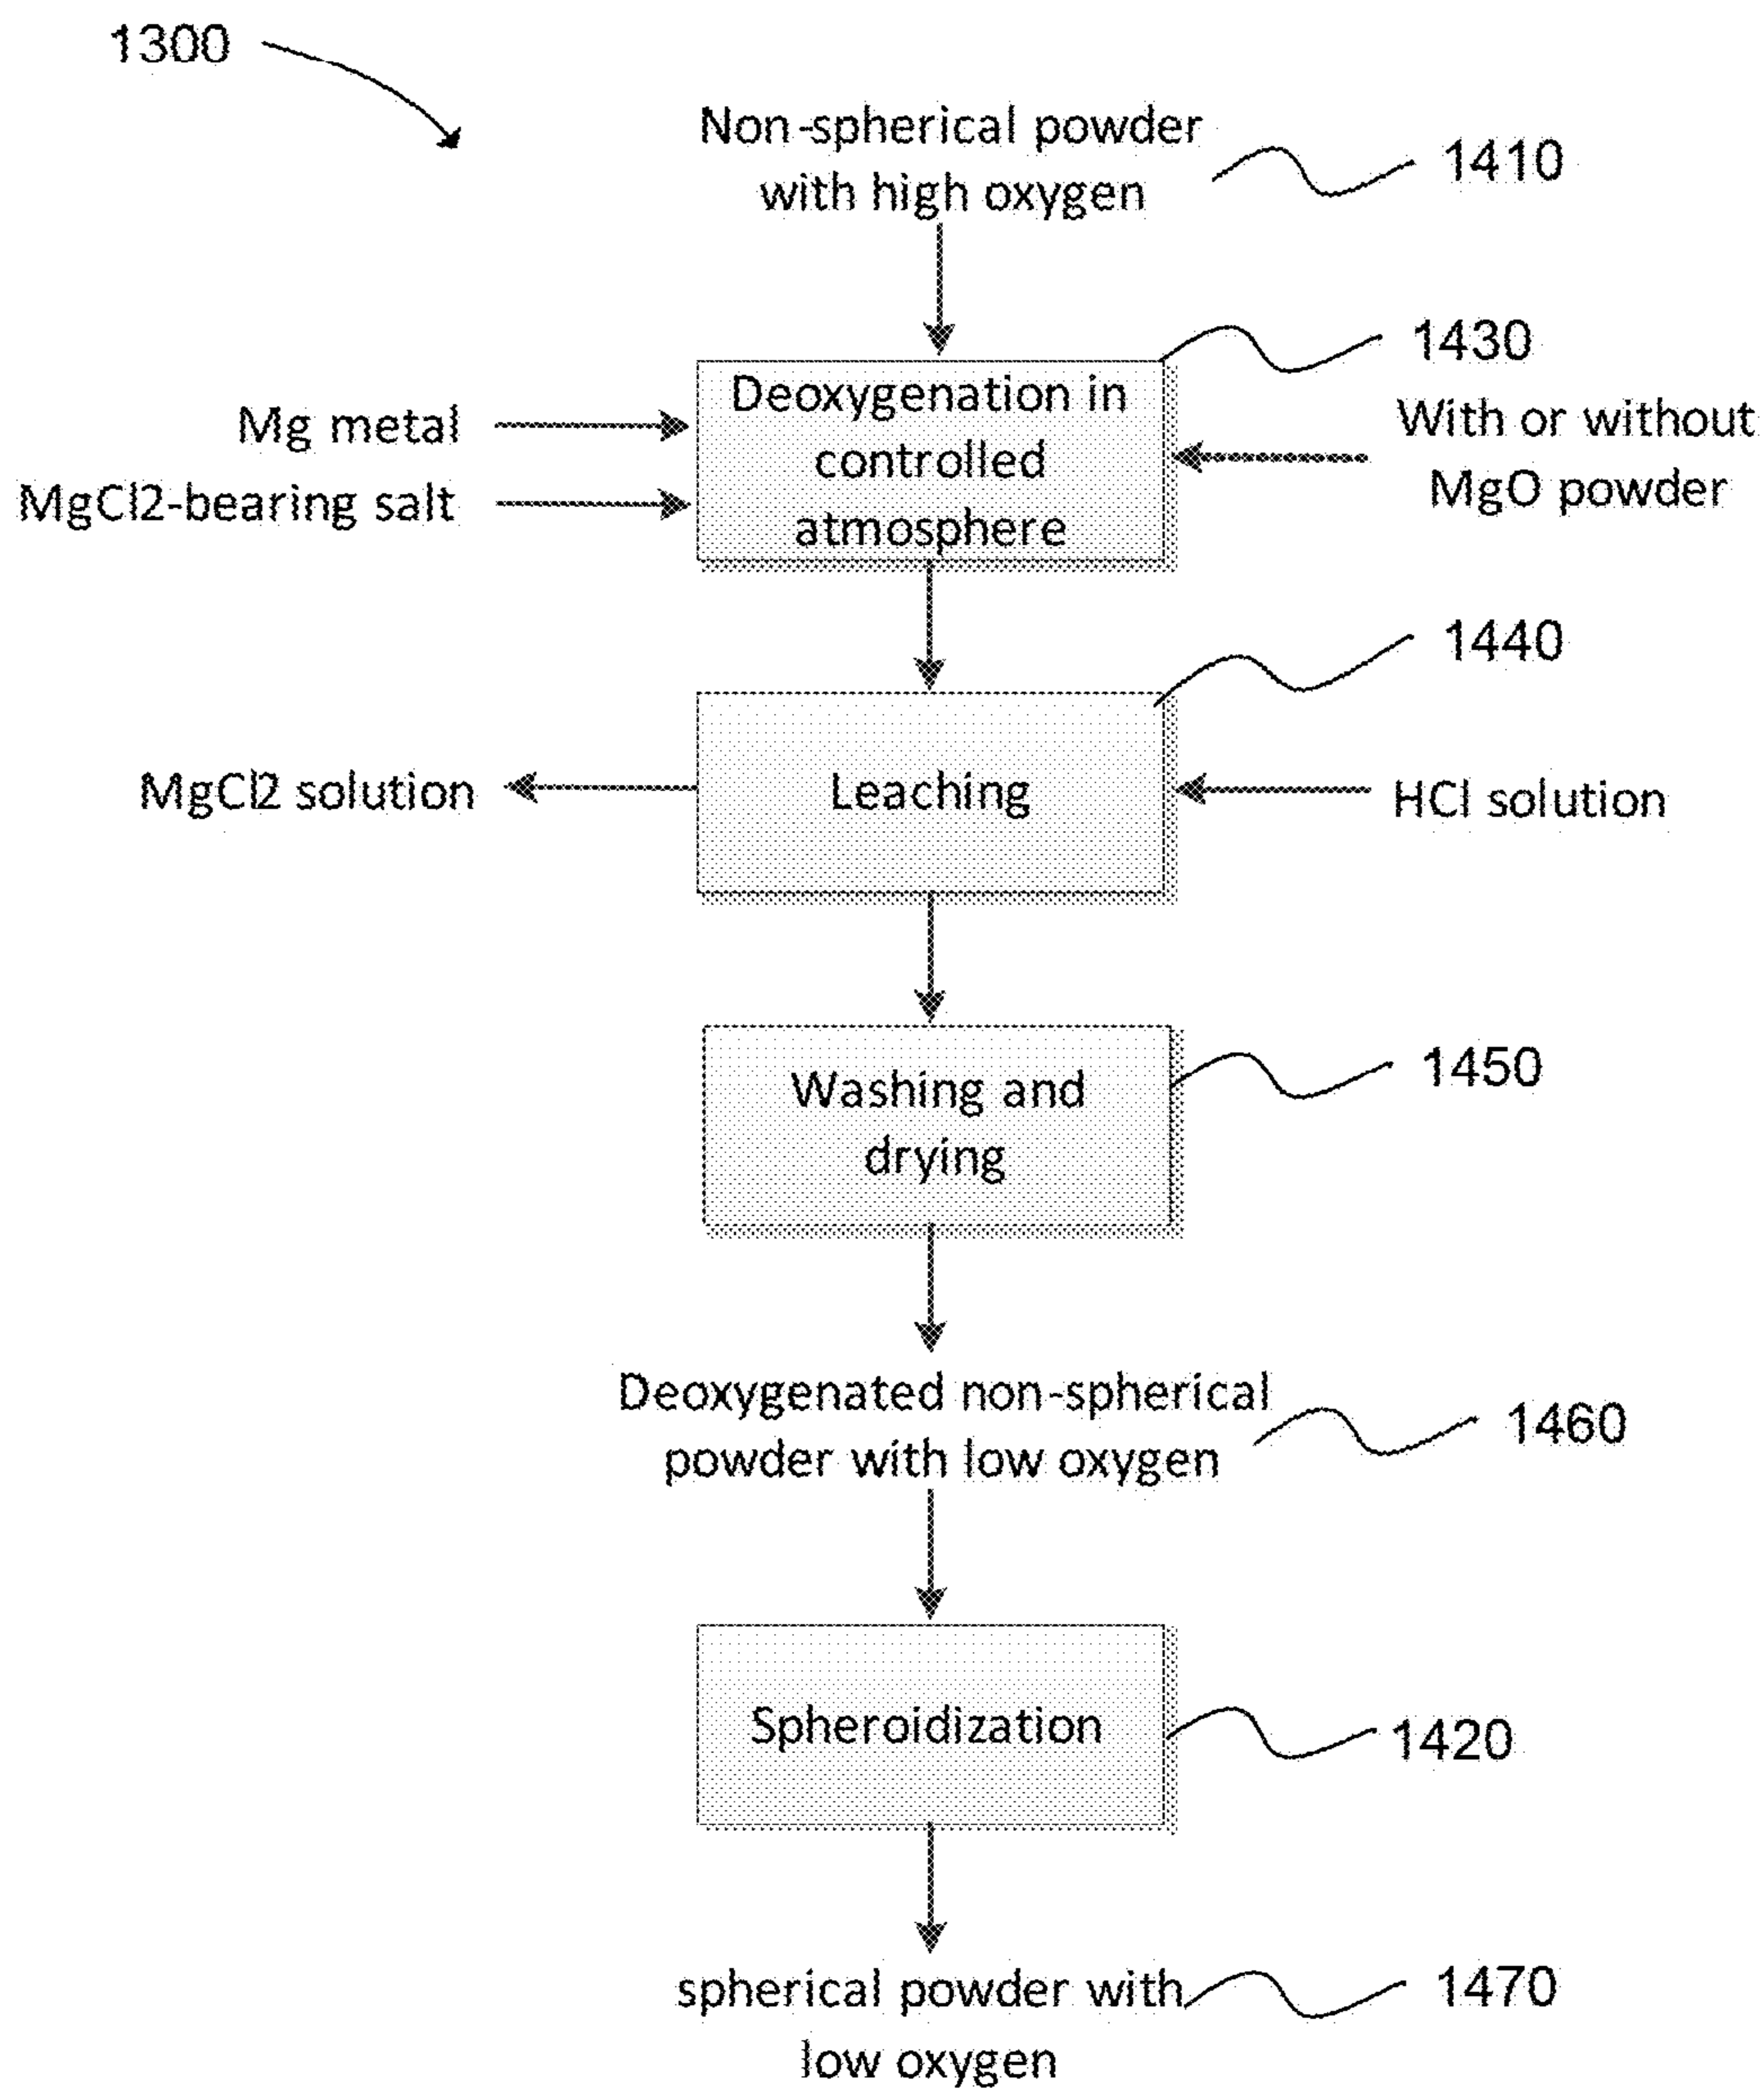 1300
Non-spherical powder
with high oxygen
1410
1430
Deoxygenation in
controlled
atmosphere
Mg metal
MgCl2-bearing salt
With or without
MgO powder
1440
Leaching
MgCl2 solution
HCl solution
Washing and
drying
1450
Deoxygenated non-spherical
powder with low oxygen
1460
Spheroidization
1420
spherical powder with
low oxygen
1470